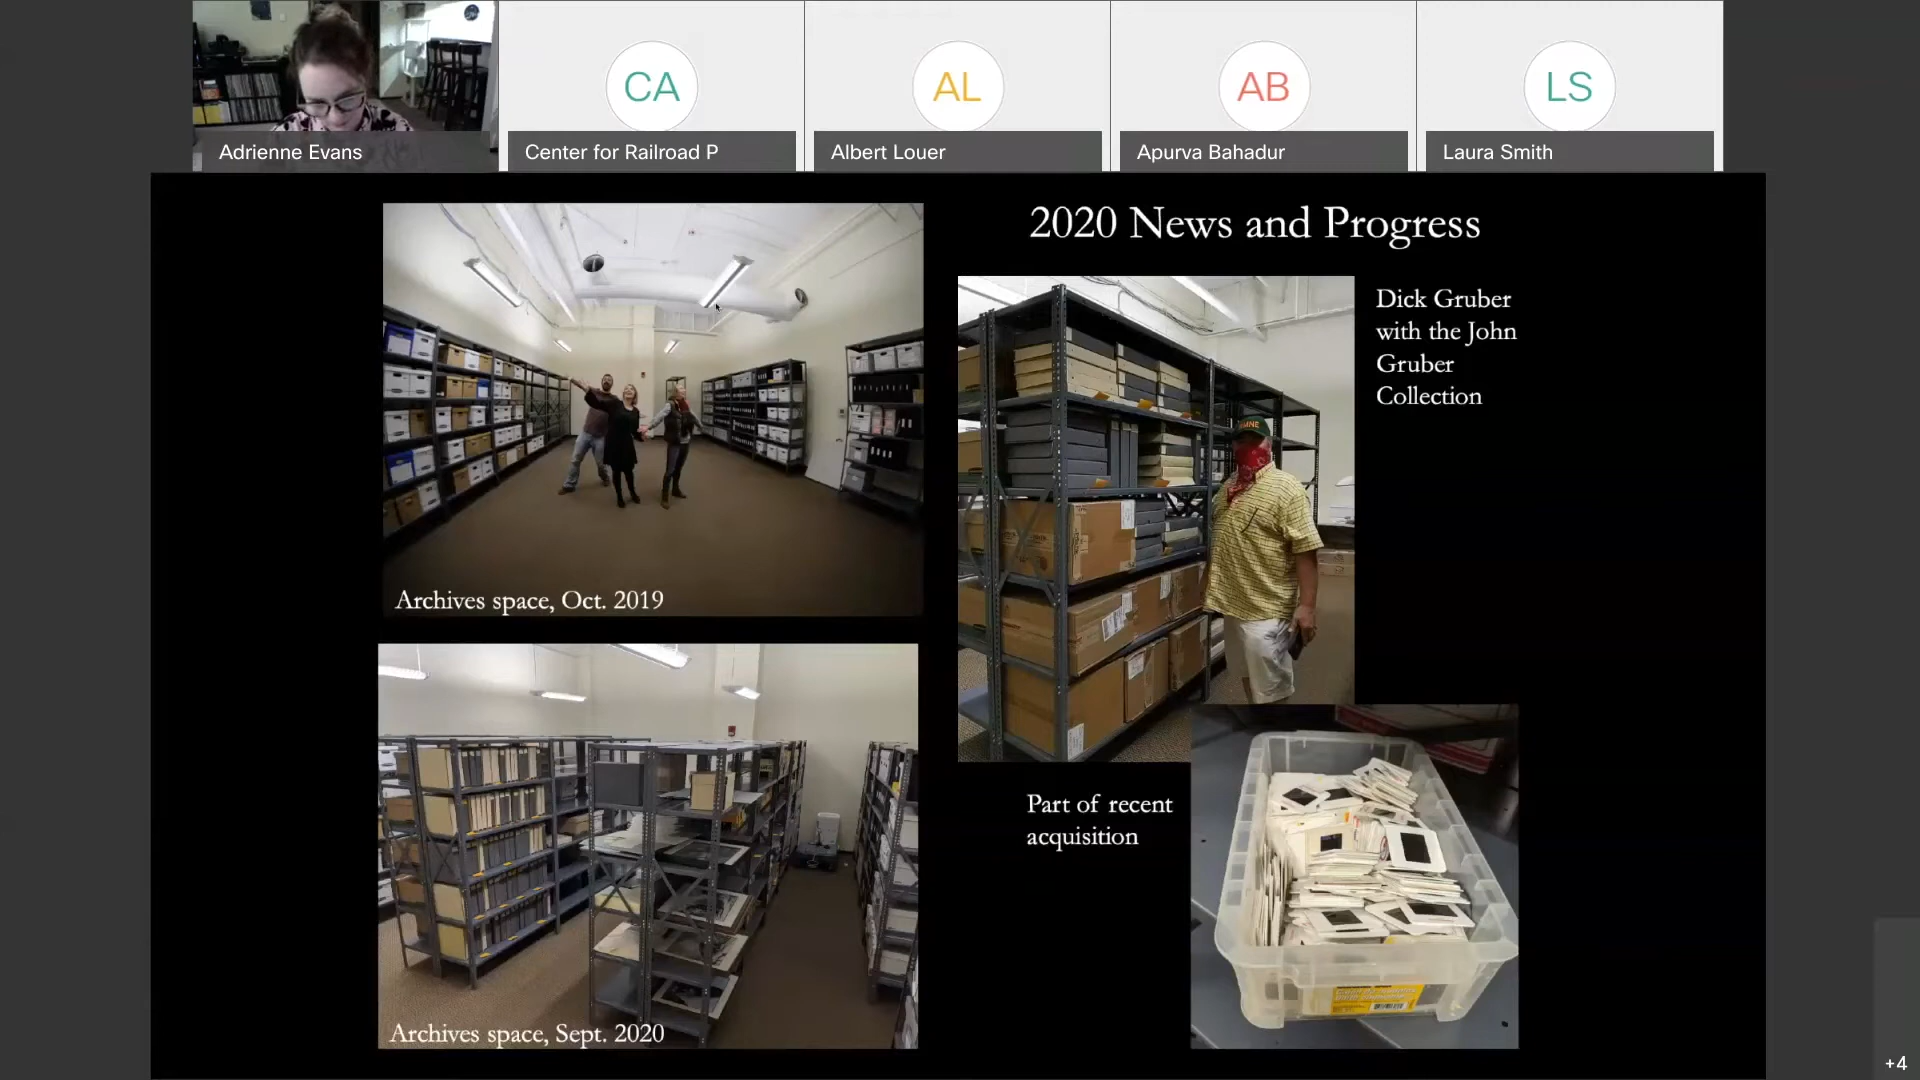 CA
AL
AB
LS
Adrienne Evans
Center for Railroad P
Albert Louer
Apurva Bahadur
Laura Smith
2020 News and Progress
Dick Gruber
with the John
Gruber
Collection
Archives space, Oct. 2019
Part of recent
acquisition
Archives space, Sept. 2020
+4